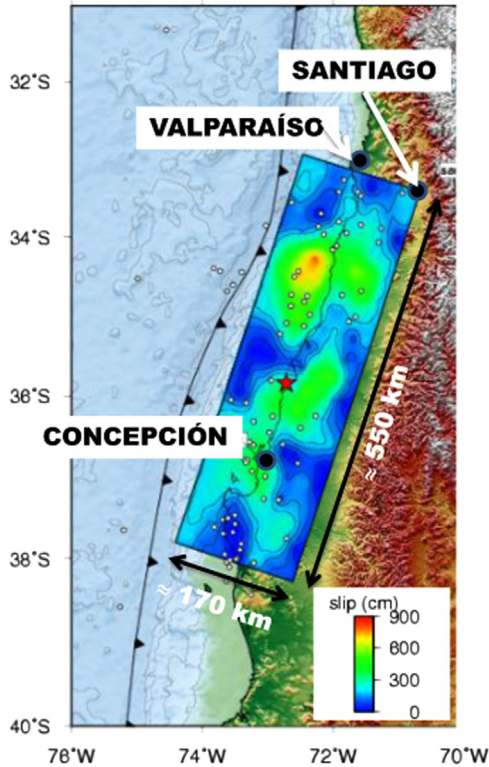 32°S
SANTIAGO
VALPARAÍSO
34°S
36°S
CONCEPCIÓN
≈ 550 km
38°S
≈ 170 km
slip (cm)
900
600
300
0
40°S
76°W
74°W
72°W
70°W